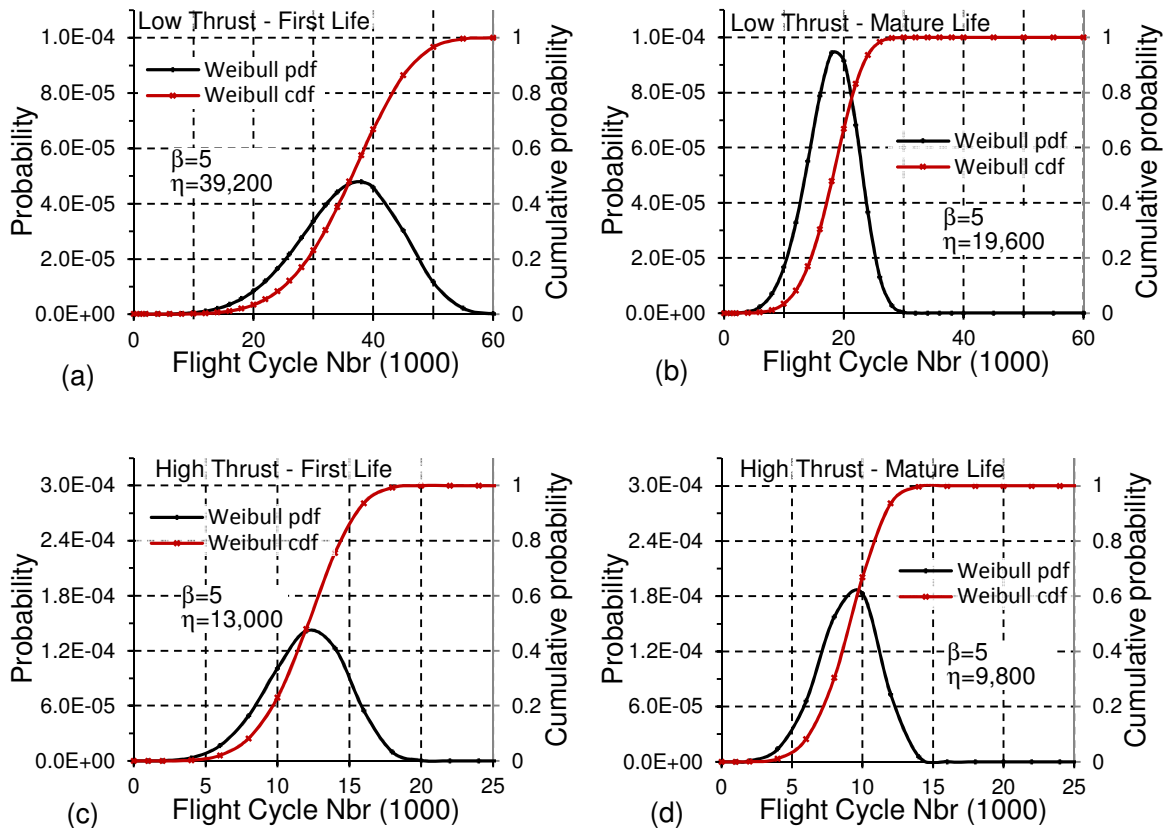 Low Thrust - First Life
1.0E-04
8.0E-05
6.0E-05
4.0E-05
2.0E-05
0.0E+00
Probability
Weibull pdf
Weibull cdf
β=5
η=39,200
1
0.8
0.6
0.4
0.2
0
Cumulative probability
0 20 40 60
Flight Cycle Nbr (1000)
(a)
Low Thrust - Mature Life
1.0E-04
8.0E-05
6.0E-05
4.0E-05
2.0E-05
0.0E+00
Probability
Weibull pdf
Weibull cdf
β=5
η=19,600
1
0.8
0.6
0.4
0.2
0
Cumulative probability
0 20 40 60
Flight Cycle Nbr (1000)
(b)
High Thrust - First Life
3.0E-04
2.4E-04
1.8E-04
1.2E-04
6.0E-05
0.0E+00
Probability
Weibull pdf
Weibull cdf
β=5
η=13,000
1
0.8
0.6
0.4
0.2
0
Cumulative probability
0 5 10 15 20 25
Flight Cycle Nbr (1000)
(c)
High Thrust - Mature Life
3.0E-04
2.4E-04
1.8E-04
1.2E-04
6.0E-05
0.0E+00
Probability
Weibull pdf
Weibull cdf
β=5
η=9,800
1
0.8
0.6
0.4
0.2
0
Cumulative probability
0 5 10 15 20 25
Flight Cycle Nbr (1000)
(d)